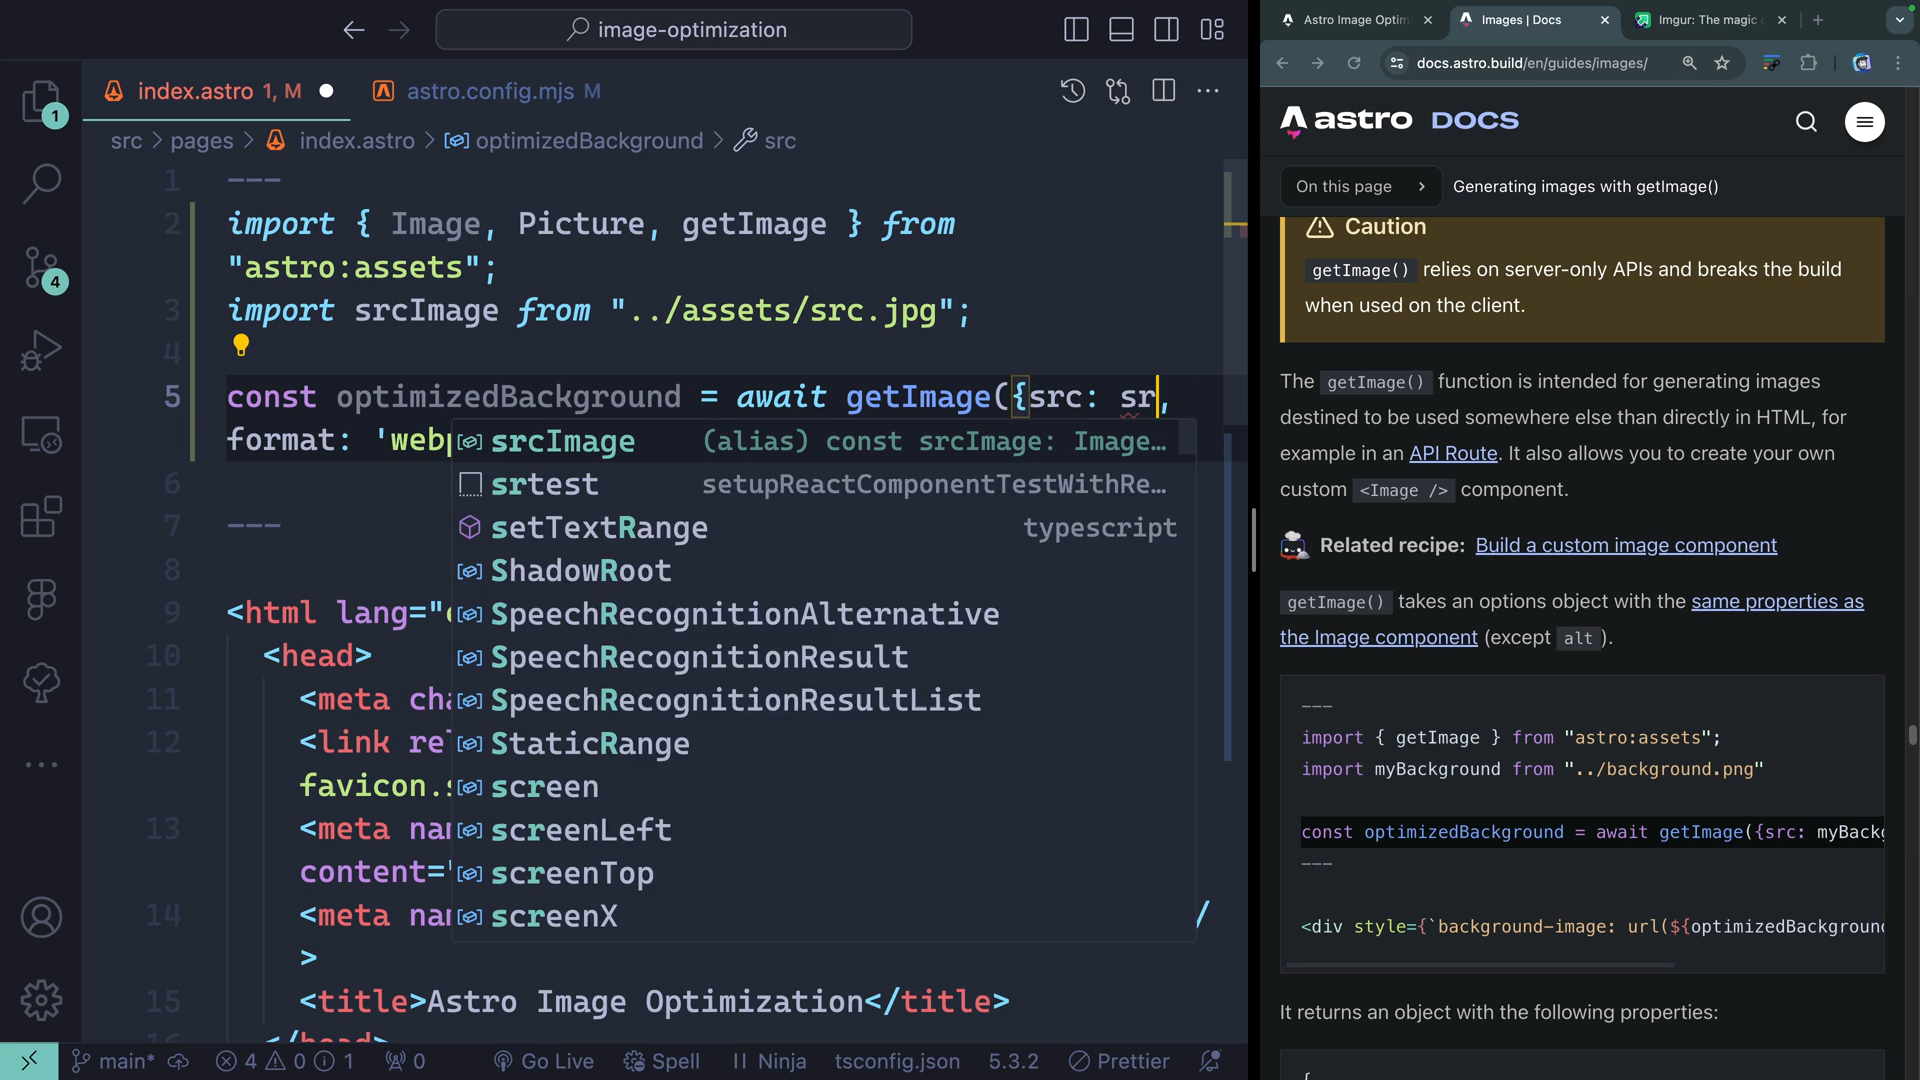 image-optimization
index.astro 1, M
astro.config.mjs M
src > pages > index.astro > optimizedBackground > src
1 ---
2 import { Image, Picture, getImage } from
"astro:assets";
3 import srcImage from "../assets/src.jpg";
4
5 const optimizedBackground = await getImage({src: sr,
format: 'webp
srcImage (alias) const srcImage: Image…
srtest setupReactComponentTestWithRe…
setTextRange typescript
ShadowRoot
SpeechRecognitionAlternative
SpeechRecognitionResult
SpeechRecognitionResultList
StaticRange
screen
screenLeft
screenTop
screenX
6
7 ---
8
9 <html lang="
10 <head>
11 <meta cha
12 <link re
favicon.s
13 <meta na
content="
14 <meta na /
>
15 <title>Astro Image Optimization</title>
16 </head>
1
4
main* 4 0 1 0 Go Live Spell Ninja tsconfig.json 5.3.2 Prettier
Astro Image Optim
Images | Docs
Imgur: The magic
docs.astro.build/en/guides/images/
astro DOCS
On this page > Generating images with getImage()
Caution
getImage() relies on server-only APIs and breaks the build
when used on the client.
The getImage() function is intended for generating images
destined to be used somewhere else than directly in HTML, for
example in an API Route. It also allows you to create your own
custom <Image /> component.
Related recipe: Build a custom image component
getImage() takes an options object with the same properties as
the Image component (except alt ).
---
import { getImage } from "astro:assets";
import myBackground from "../background.png"
const optimizedBackground = await getImage({src: myBackg
---
<div style={`background-image: url(${optimizedBackground
It returns an object with the following properties:
{